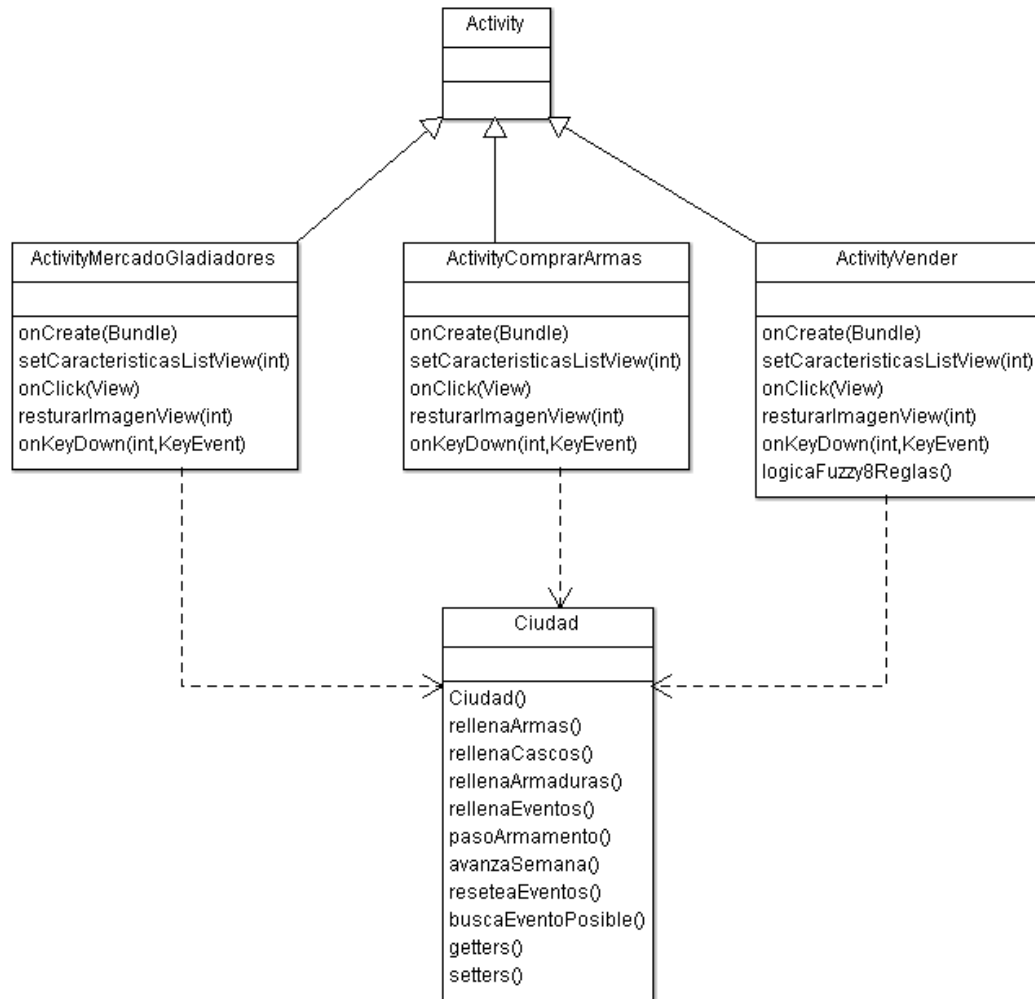 Activity
ActivityMercadoGladiadores
onCreate(Bundle)
setCaracteristicasListView(int)
onClick(View)
resturarImagenView(int)
onKeyDown(int,KeyEvent)
ActivityComprarArmas
onCreate(Bundle)
setCaracteristicasListView(int)
onClick(View)
resturarImagenView(int)
onKeyDown(int,KeyEvent)
ActivityVender
onCreate(Bundle)
setCaracteristicasListView(int)
onClick(View)
resturarImagenView(int)
onKeyDown(int,KeyEvent)
logicaFuzzy8Reglas()
Ciudad
Ciudad()
rellenaArmas()
rellenaCascos()
rellenaArmaduras()
rellenaEventos()
pasoArmamento()
avanzaSemana()
reseteaEventos()
buscaEventoPosible()
getters()
setters()